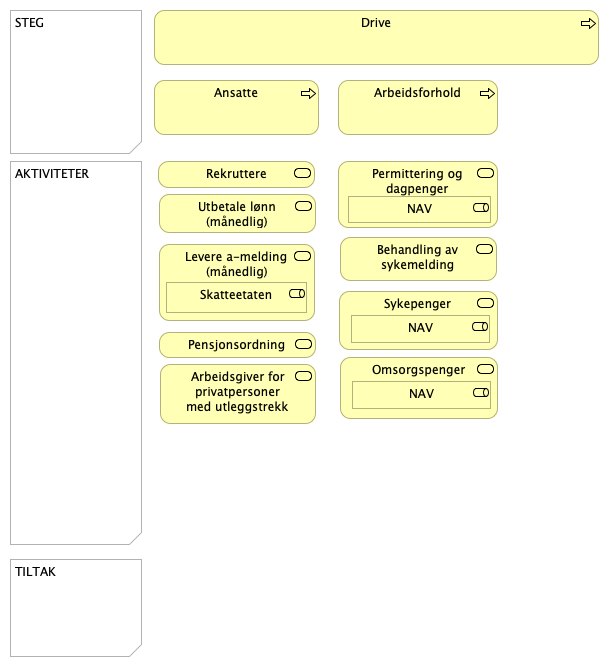 STEG
Drive
Ansatte
Arbeidsforhold
AKTIVITETER
Rekruttere
Utbetale lønn
(månedlig)
Levere a-melding
(månedlig)
Skatteetaten
Pensjonsordning
Arbeidsgiver for
privatpersoner
med utleggstrekk
Permittering og
dagpenger
NAV
Behandling av
sykemelding
Sykepenger
NAV
Omsorgspenger
NAV
TILTAK